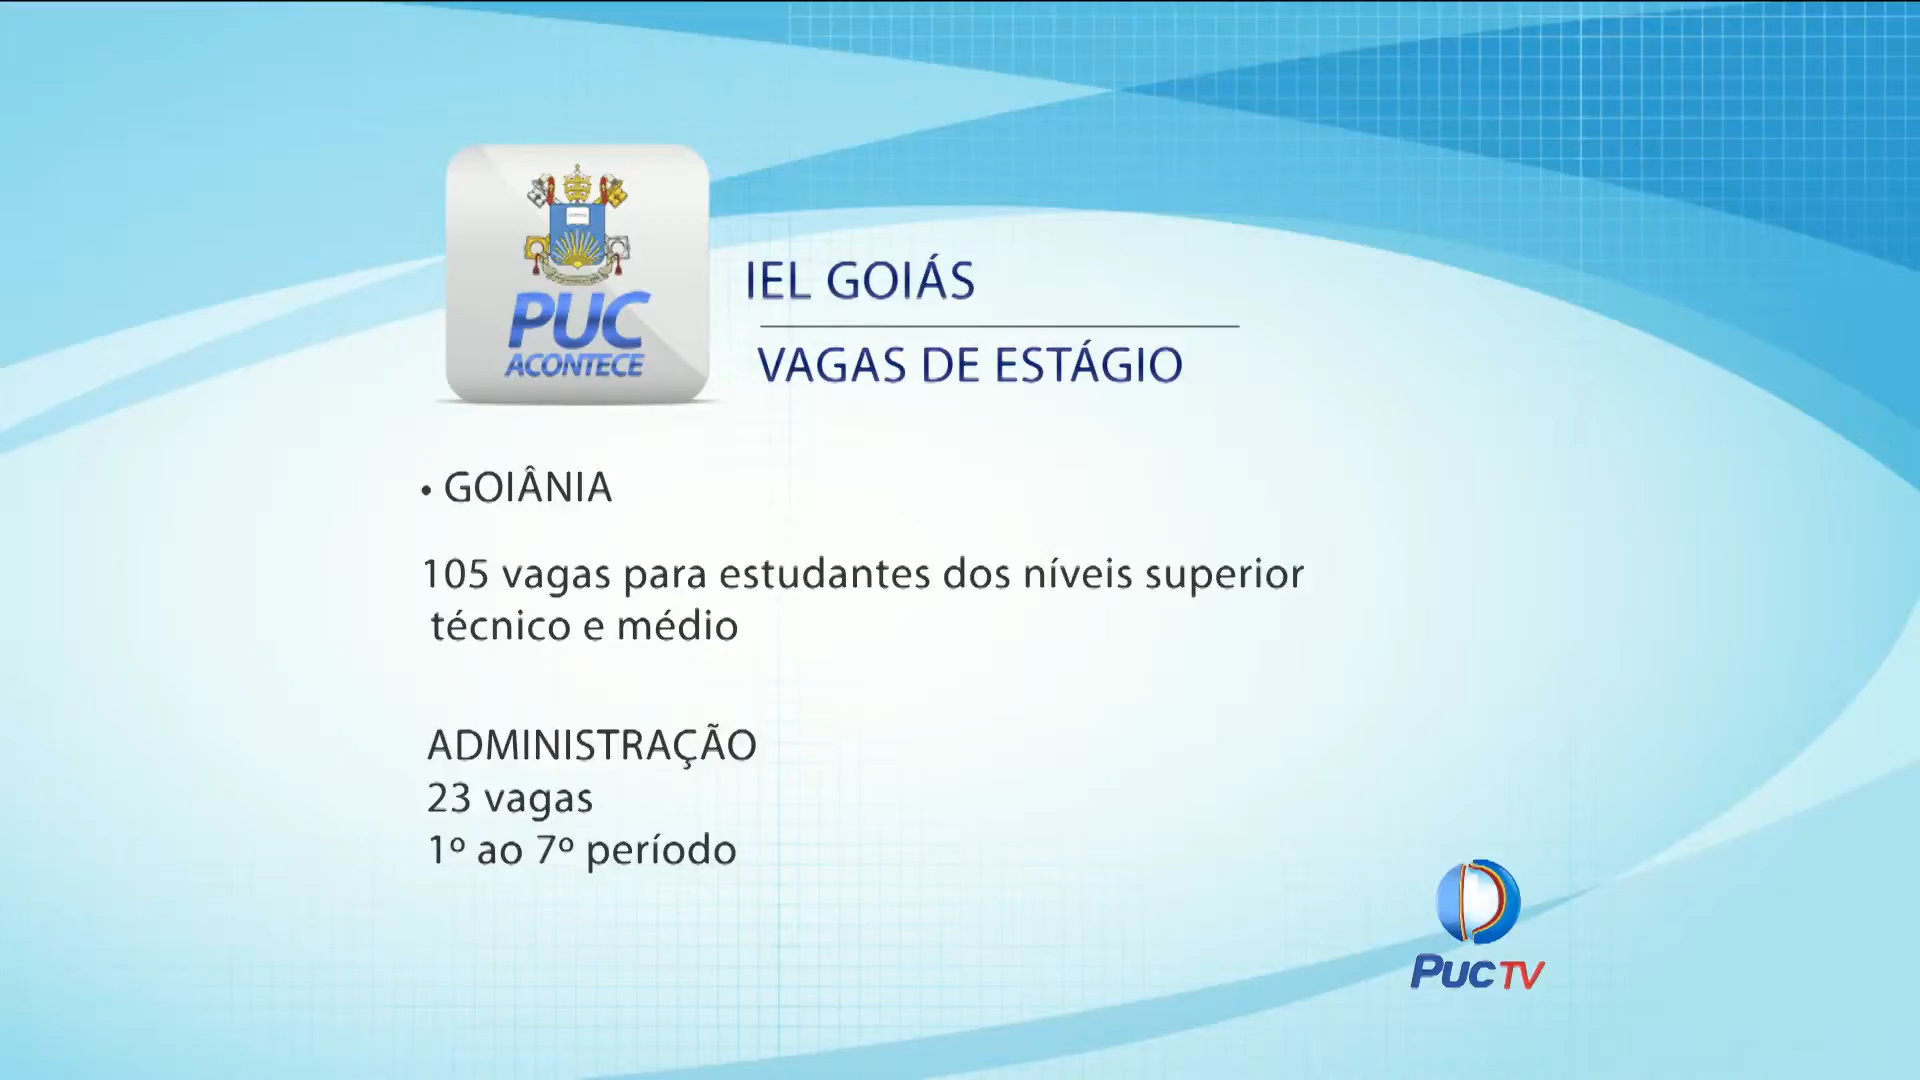 PUC
ACONTECE
IEL GOIÁS
VAGAS DE ESTÁGIO
• GOIÂNIA
105 vagas para estudantes dos níveis superior
técnico e médio
ADMINISTRAÇÃO
23 vagas
1º ao 7º período
PUC TV